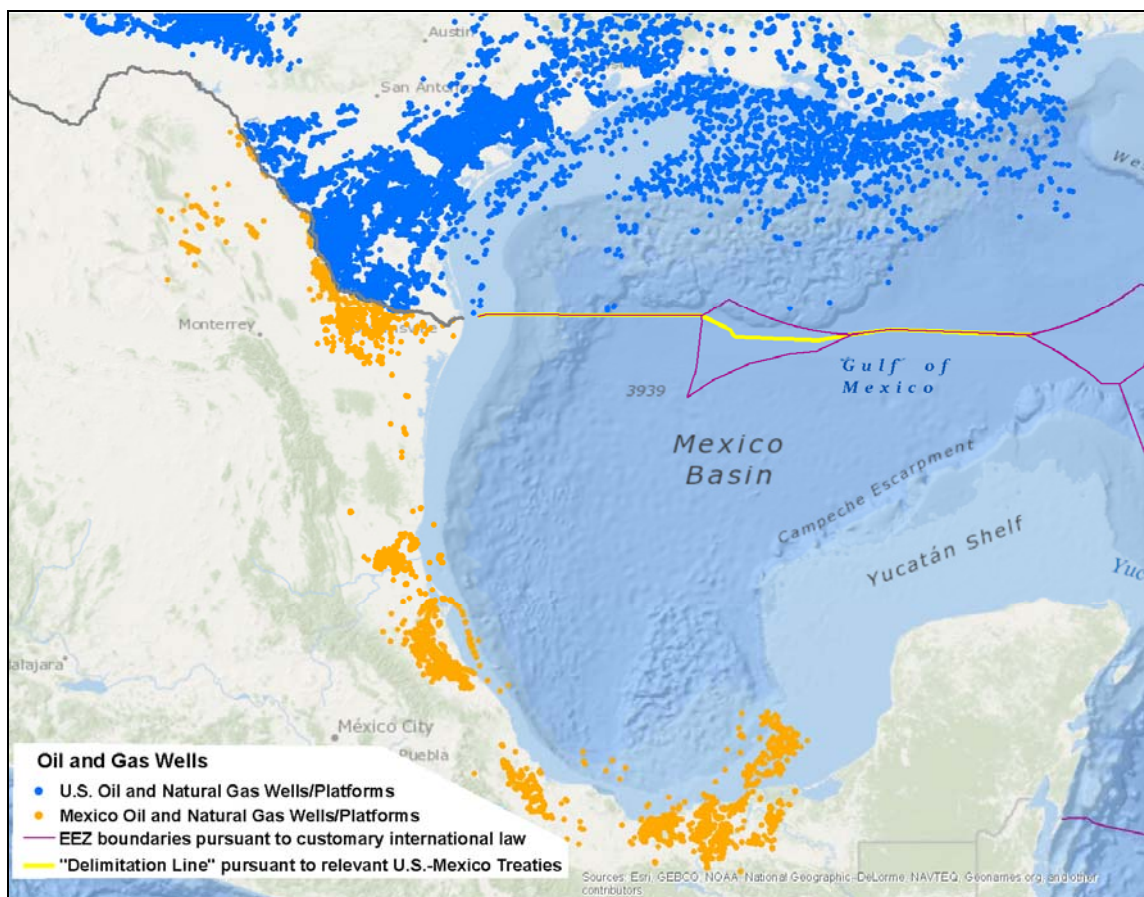 Austin
San Antonio
We
Monterrey
Gulf of
Mexico
3939
Mexico
Basin
Campeche Escarpment
Yucatán Shelf
Yuc
alajara
México City
Puebla
Oil and Gas Wells
U.S. Oil and Natural Gas Wells/Platforms
Mexico Oil and Natural Gas Wells/Platforms
EEZ boundaries pursuant to customary international law
"Delimitation Line" pursuant to relevant U.S.-Mexico Treaties
Sources: Esri, GEBCO, NOAA, National Geographic, DeLorme, NAVTEQ, Geonames.org, and other
contributors